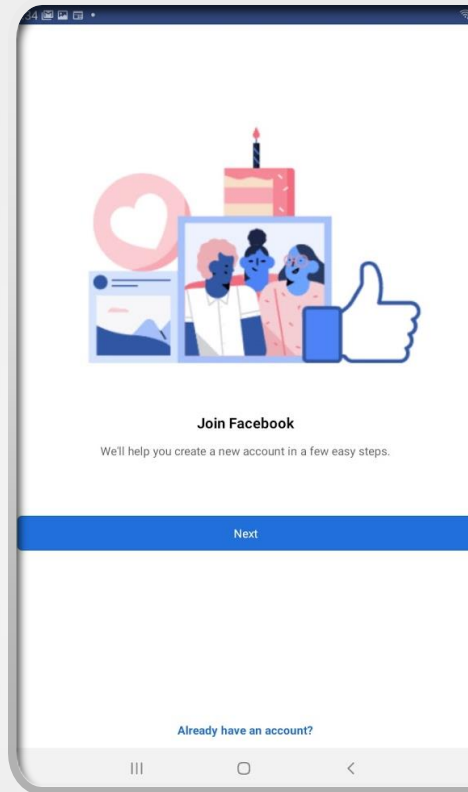 Join Facebook
We'll help you create a new account in a few easy steps.
Next
Already have an account?